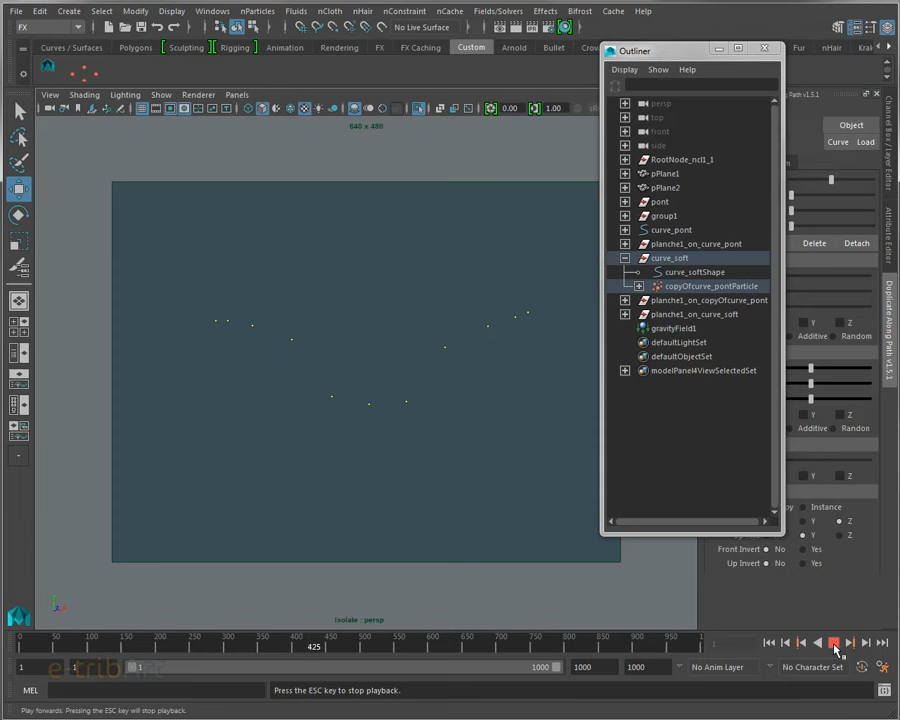 File Edit Create Select Modify Display Windows nParticles Fluids nCloth nHair nConstraint nCache Fields/Solvers Effects Bifrost Cache Help
FX No Live Surface
Curves / Surfaces Polygons Sculpting Rigging Animation Rendering FX FX Caching Custom Arnold Bullet Fur nHair
Outliner
Display Show Help
View Shading Lighting Show Renderer Panels
0.00 1.00
Path v1.5.1
Object
Curve Load
640 x 480
persp
top
front
side
RootNode_ncl1_1
pPlane1
pPlane2
pont
group1
curve_pont
planche1_on_curve_pont
curve_soft
curve_softShape
copyOfcurve_pontParticle
planche1_on_copyOfcurve_pont
planche1_on_curve_soft
gravityField1
defaultLightSet
defaultObjectSet
modelPanel4ViewSelectedSet
Delete Detach
Y Z
Additive Random
Y Z
Additive Random
Y Z
Instance
Y Z
Y Z
Front Invert No Yes
Up Invert No Yes
Channel Box / Layer Editor
Attribute Editor
Duplicate Along Path v1.5.1
Isolate : persp
0 50 100 150 200 250 300 350 400 450 500 550 600 650 700 750 800 850 900 950
425
1
1 1 1 1000 1000 1000 No Anim Layer No Character Set
MEL Press the ESC key to stop playback.
Play forwards. Pressing the ESC key will stop playback.